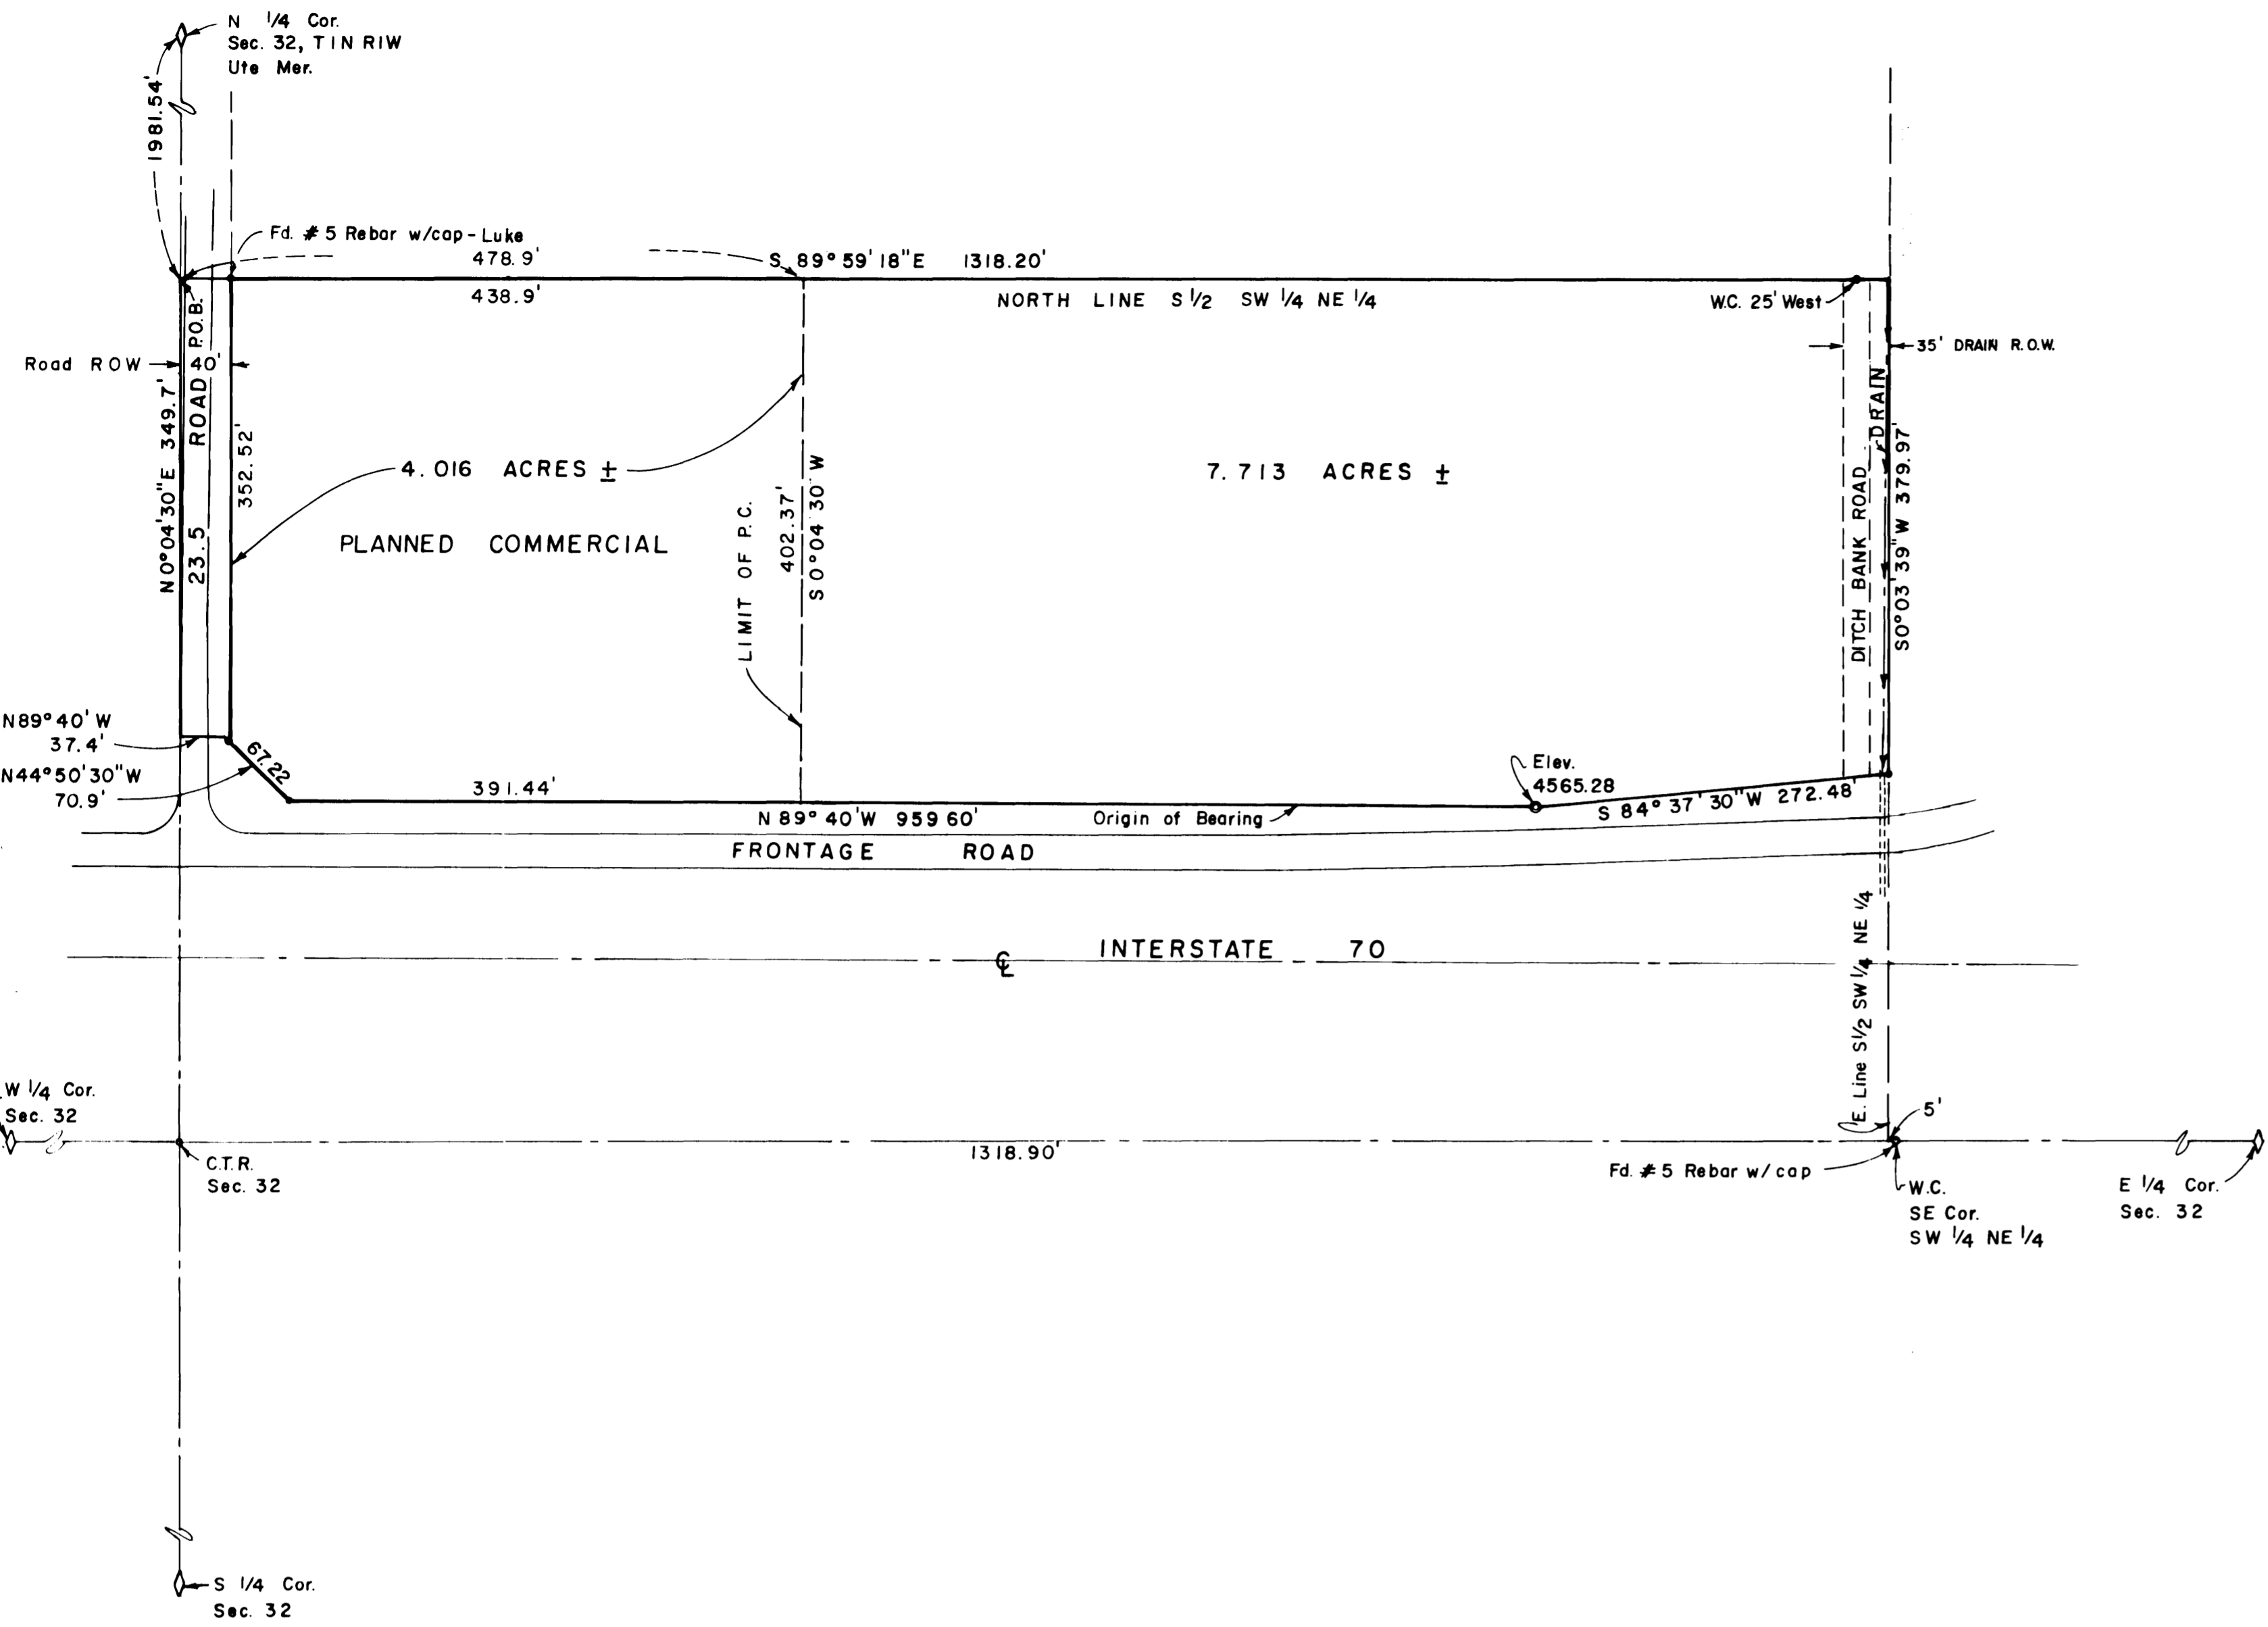 N 1/4 Cor.
Sec. 32, T1N R1W
Ute Mer.
1981.54'
Fd. #5 Rebar w/cap - Luke
478.9'
S 89° 59' 18" E 1318.20'
438.9'
NORTH LINE S 1/2 SW 1/4 NE 1/4
W.C. 25' West
P.O.B.
Road ROW
40'
35' DRAIN R.O.W.
N0°04'30"E 349.7'
23.5 ROAD
352.52'
4.016 ACRES ±
PLANNED COMMERCIAL
LIMIT OF P.C.
402.37'
S 0°04 30" W
7.713 ACRES ±
DITCH BANK ROAD
DRAIN
S0°03'39"W 379.97'
N89°40' W
37.4'
N44°50'30" W
70.9'
67.22
391.44'
N 89° 40' W 959 60'
Origin of Bearing
Elev.
4565.28
S 84° 37' 30" W 272.48'
FRONTAGE ROAD
INTERSTATE 70
℄
E. Line S 1/2 SW 1/4 NE 1/4
W 1/4 Cor.
Sec. 32
C.T.R.
Sec. 32
1318.90'
5'
Fd. #5 Rebar w/ cap
W.C.
SE Cor.
SW 1/4 NE 1/4
E 1/4 Cor.
Sec. 32
S 1/4 Cor.
Sec. 32